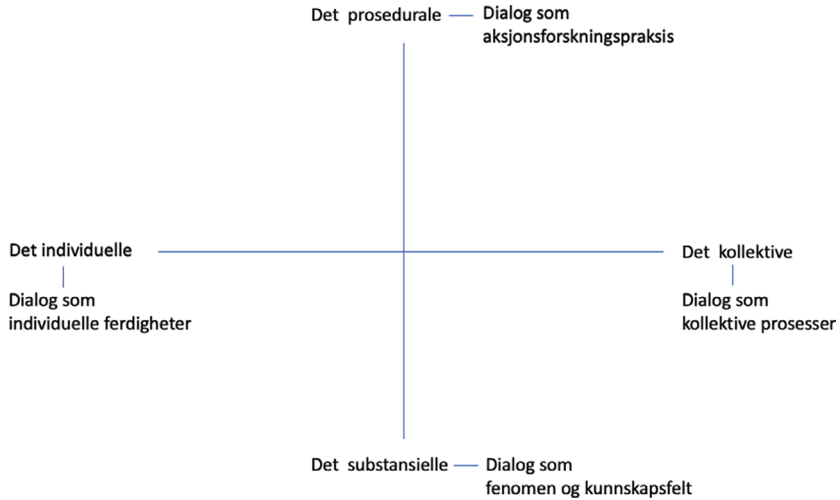 Det prosedurale
Dialog som
aksjonsforskningspraksis
Det individuelle
Dialog som
individuelle ferdigheter
Det kollektive
Dialog som
kollektive prosesser
Det substansielle
Dialog som
fenomen og kunnskapsfelt